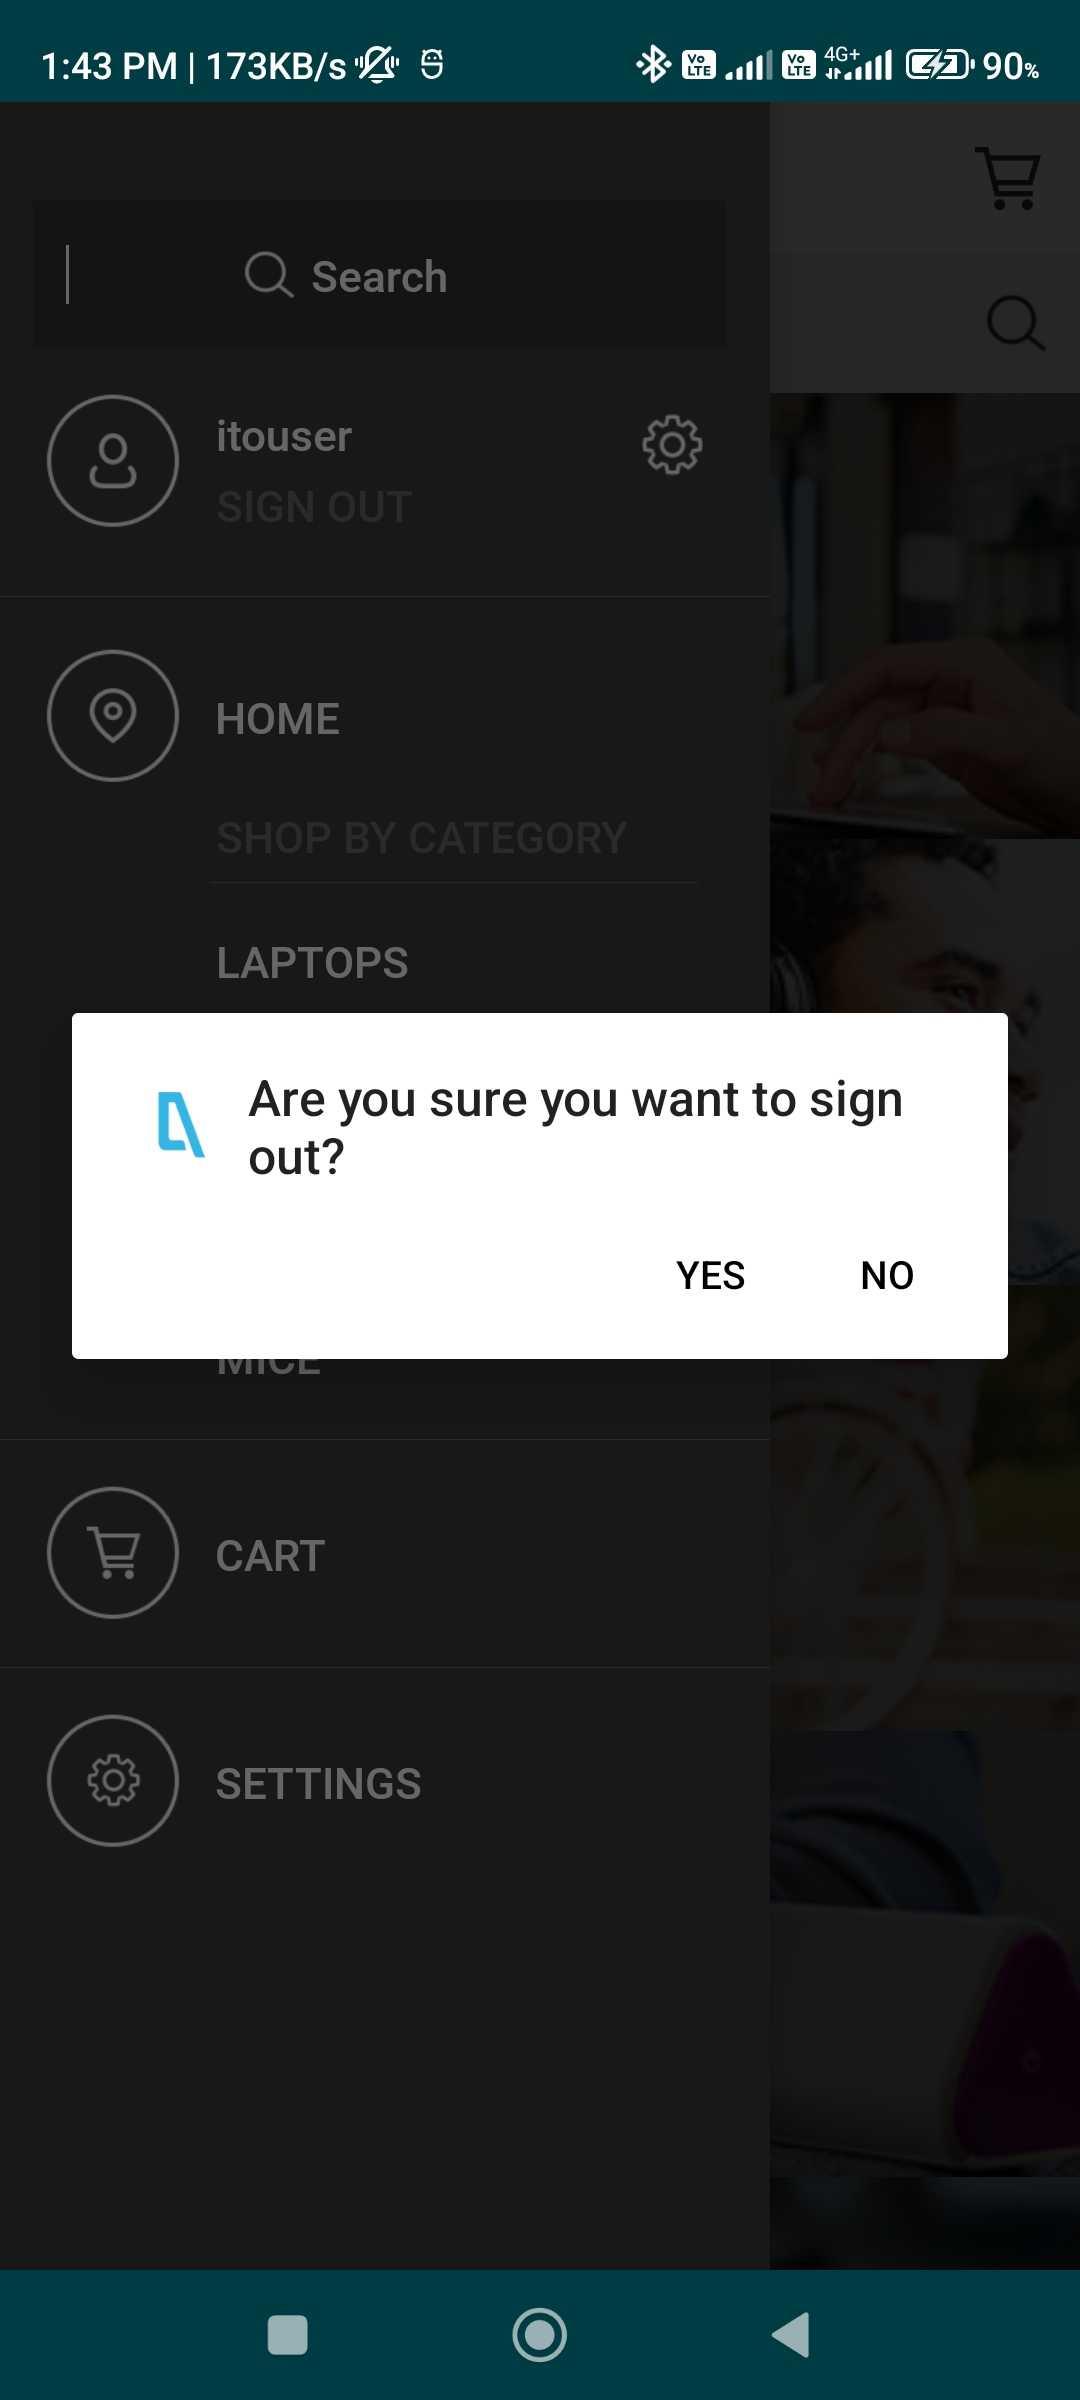 1:43 PM | 173KB/s
Vo LTE Vo LTE 4G+ 90%
Search
itouser
SIGN OUT
HOME
SHOP BY CATEGORY
LAPTOPS
Are you sure you want to sign
out?
YES NO
MICE
CART
SETTINGS